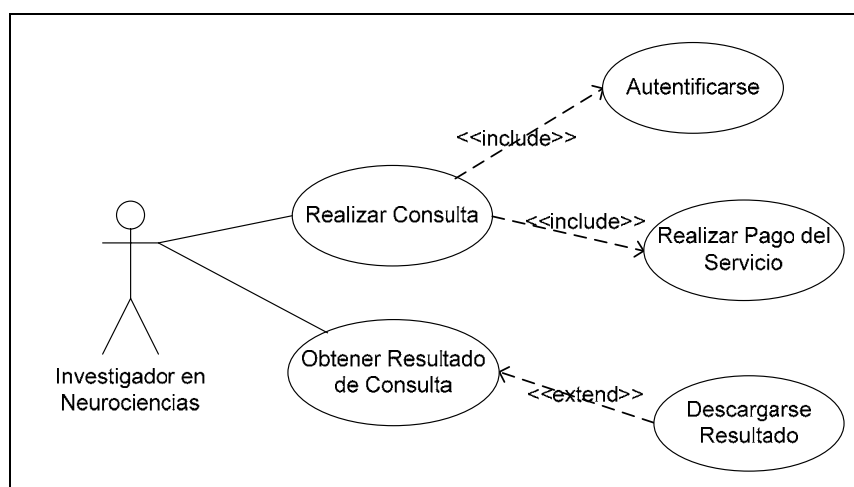 Autentificarse
<<include>>
Realizar Consulta
<<include>>
Realizar Pago del
Servicio
Investigador en
Neurociencias
Obtener Resultado
de Consulta
<<extend>>
Descargarse
Resultado